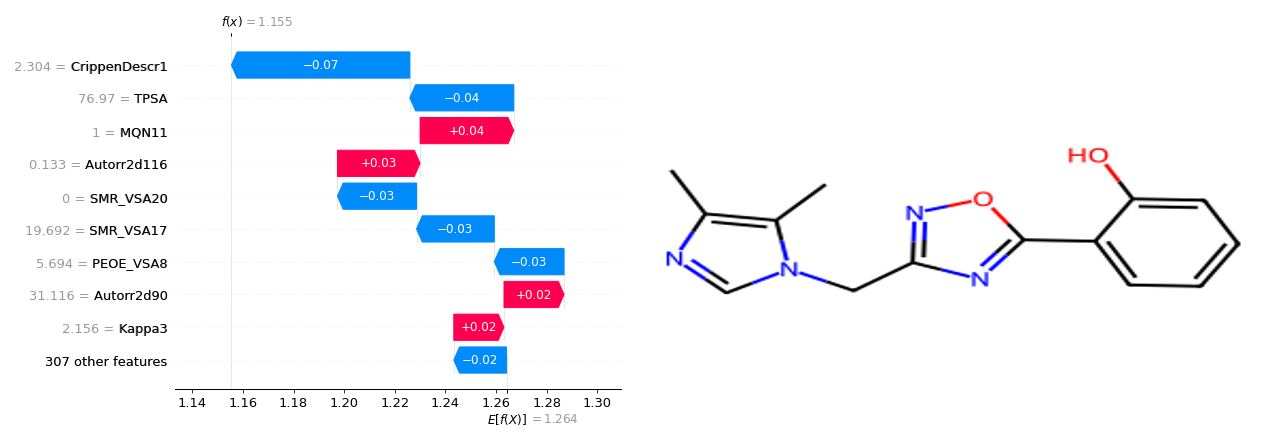 f(x) = 1.155
2.304 = CrippenDescr1 −0.07
76.97 = TPSA −0.04
1 = MQN11 +0.04
0.133 = Autorr2d116 +0.03
0 = SMR_VSA20 −0.03
19.692 = SMR_VSA17 −0.03
5.694 = PEOE_VSA8 −0.03
31.116 = Autorr2d90 +0.02
2.156 = Kappa3 +0.02
307 other features −0.02
1.14 1.16 1.18 1.20 1.22 1.24 1.26 1.28 1.30
E[f(X)] = 1.264
HO
O
N
N
N
N